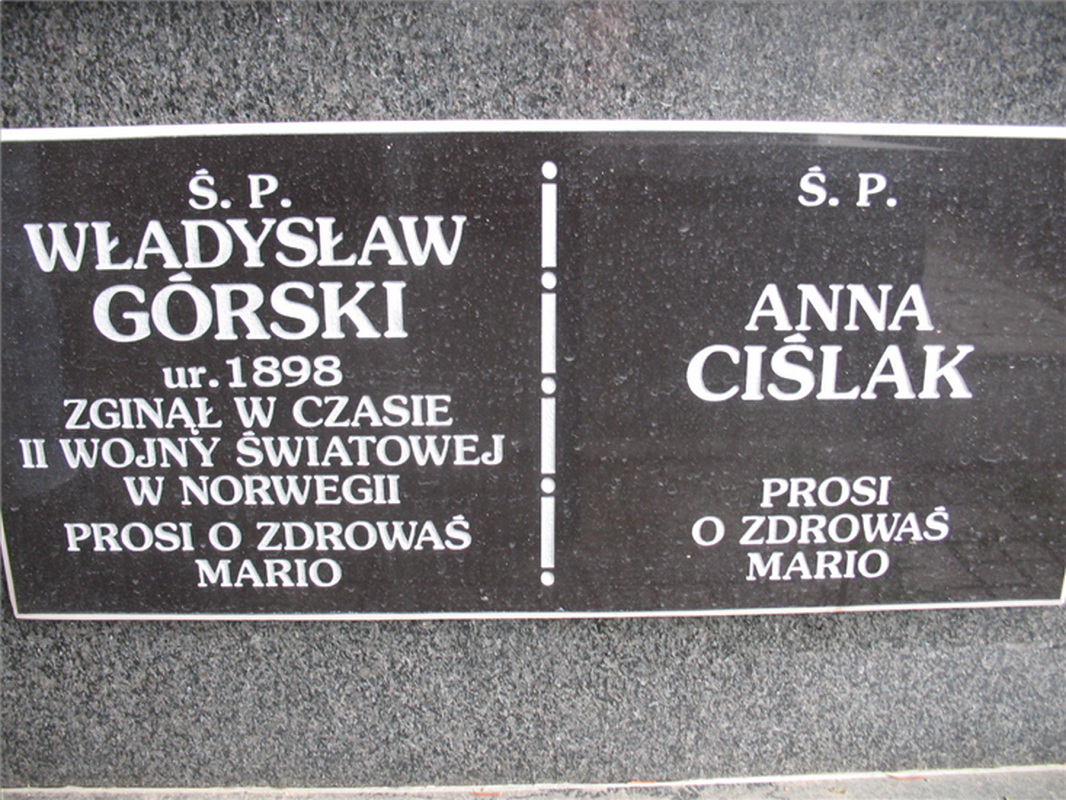 Ś. P.
WŁADYSŁAW
GÓRSKI
ur. 1898
ZGINĄŁ W CZASIE
II WOJNY ŚWIATOWEJ
W NORWEGII
PROSI O ZDROWAŚ
MARIO
Ś. P.
ANNA
CIŚLAK
PROSI
O ZDROWAŚ
MARIO